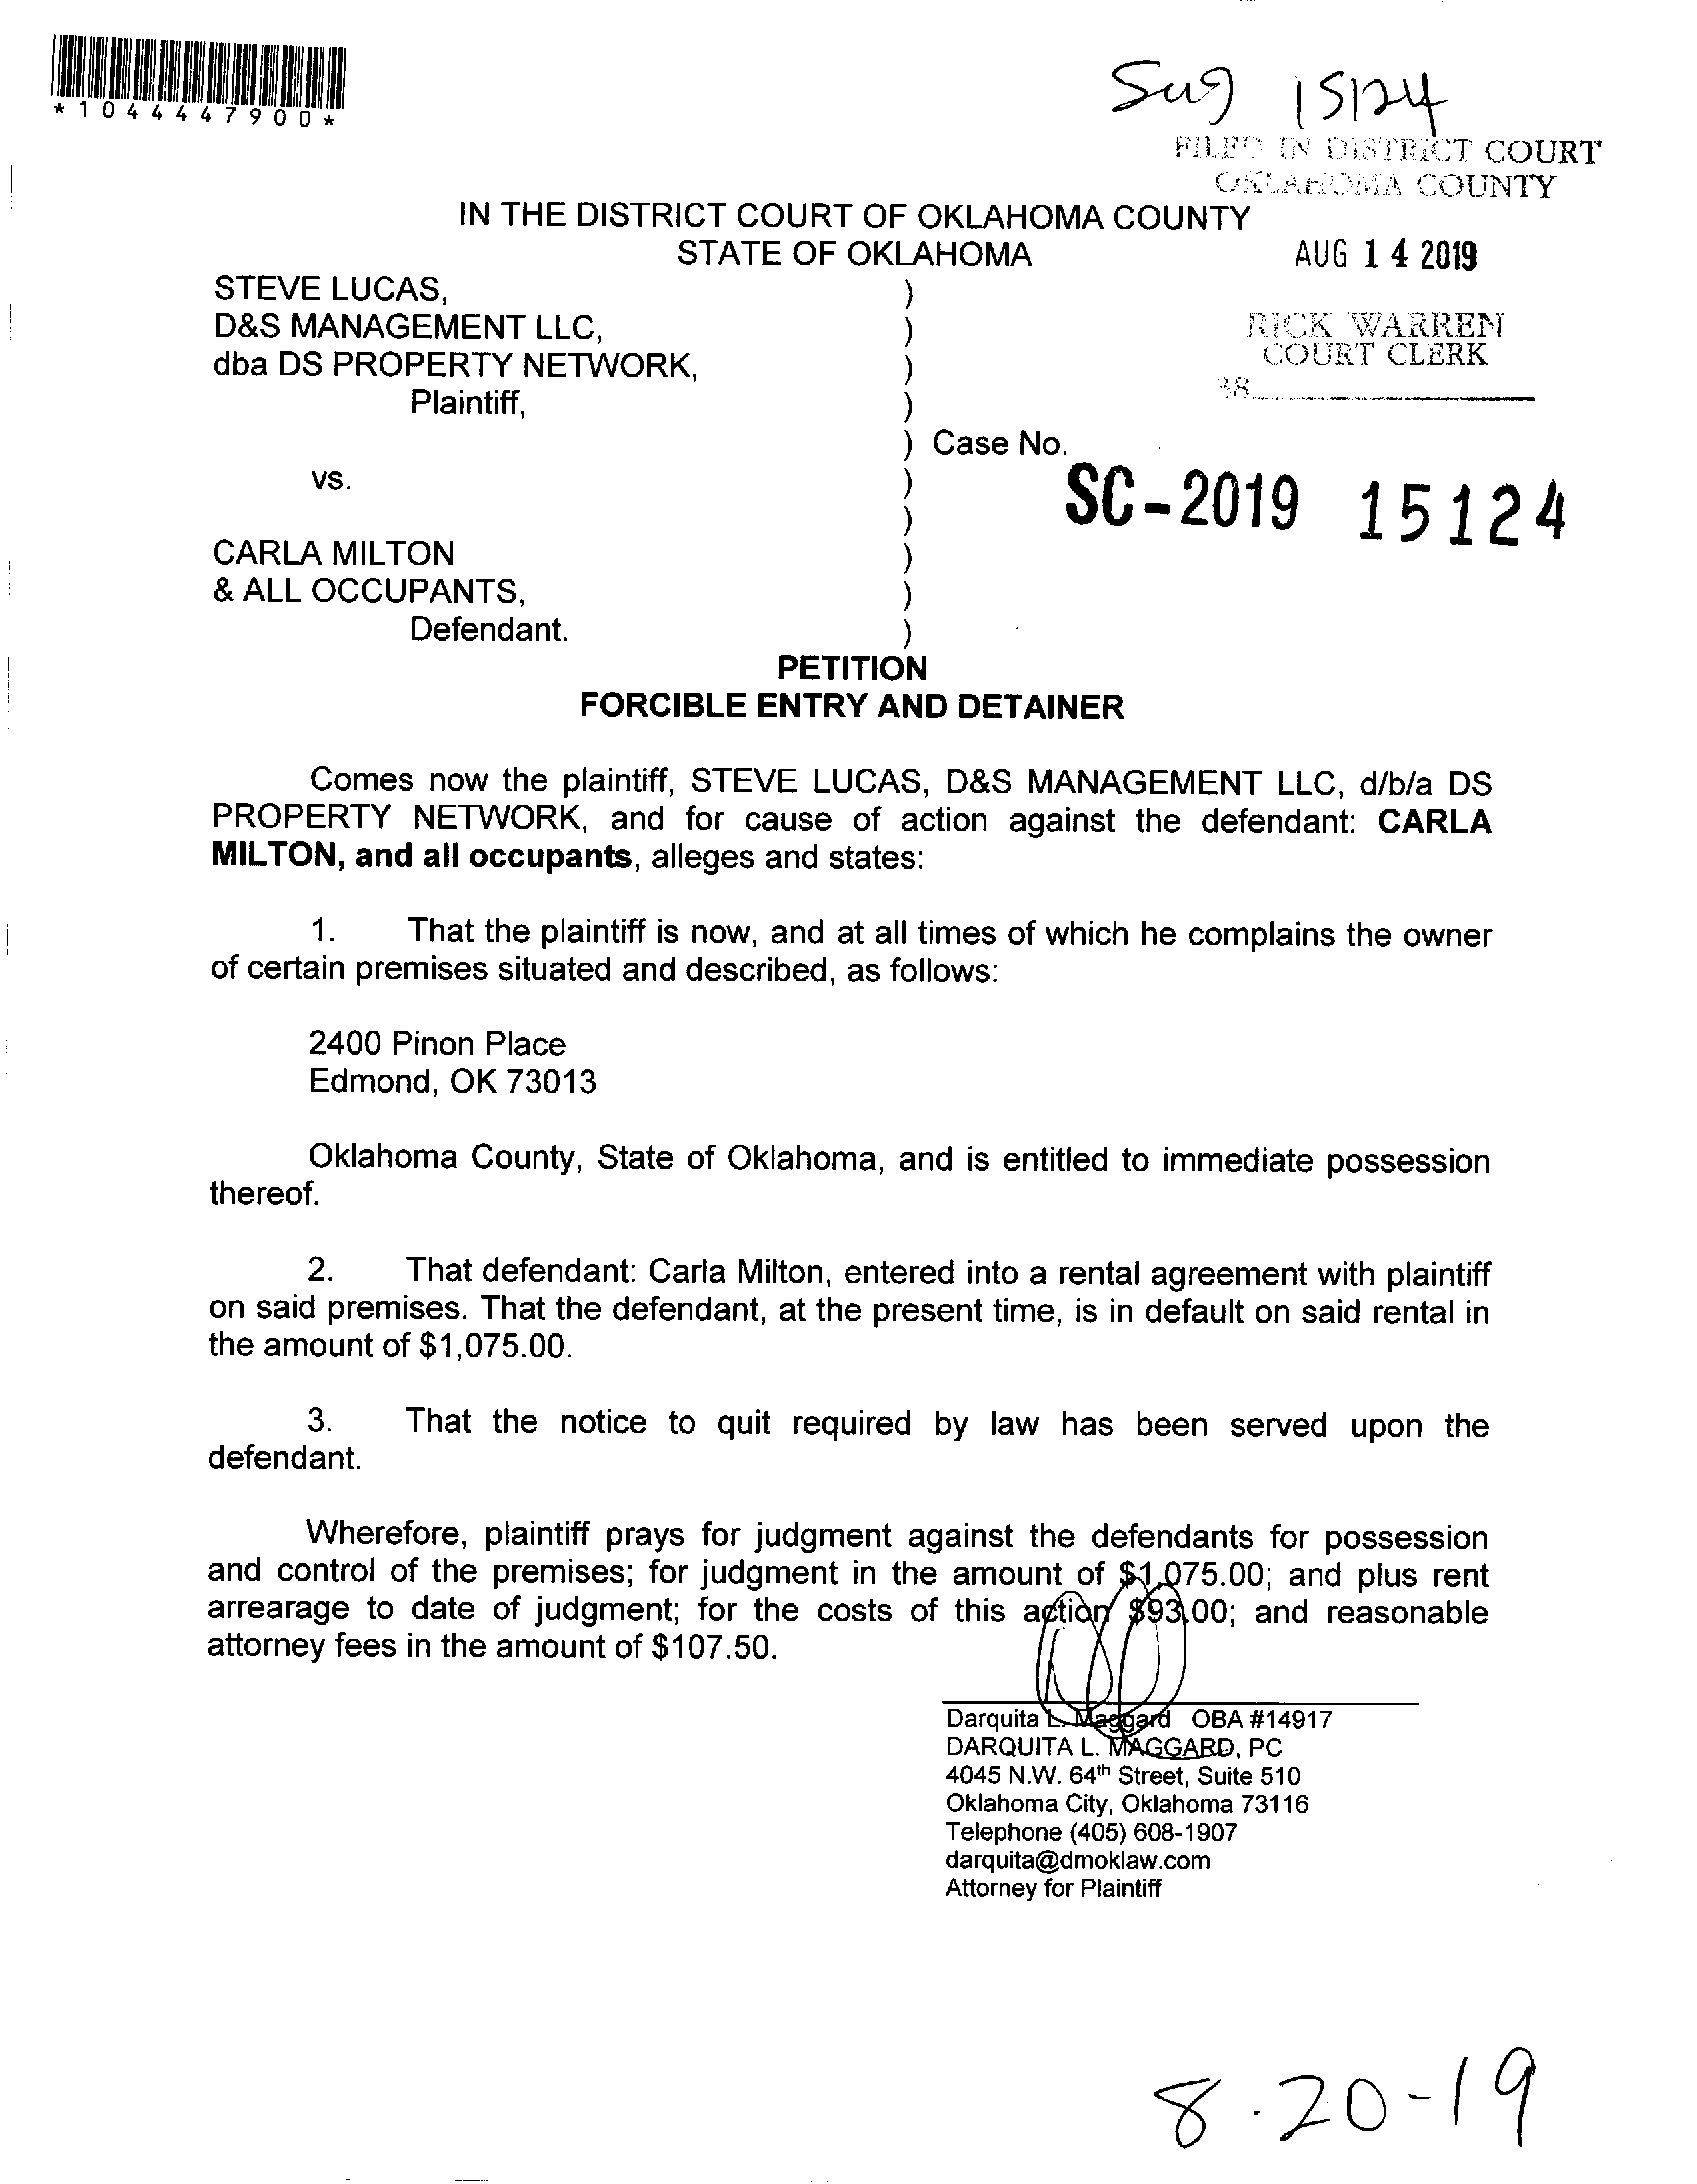 *1044447900*
Su9 15124
FILED IN DISTRICT COURT
OKLAHOMA COUNTY
IN THE DISTRICT COURT OF OKLAHOMA COUNTY
STATE OF OKLAHOMA
AUG 14 2019
STEVE LUCAS, )
D&S MANAGEMENT LLC, )
RICK WARREN
COURT CLERK
dba DS PROPERTY NETWORK, )
38
Plaintiff, )
) Case No.
vs. )
SC-2019 15124
)
CARLA MILTON )
& ALL OCCUPANTS, )
Defendant. )
PETITION
FORCIBLE ENTRY AND DETAINER
Comes now the plaintiff, STEVE LUCAS, D&S MANAGEMENT LLC, d/b/a DS
PROPERTY NETWORK, and for cause of action against the defendant: CARLA
MILTON, and all occupants, alleges and states:
1. That the plaintiff is now, and at all times of which he complains the owner
of certain premises situated and described, as follows:
2400 Pinon Place
Edmond, OK 73013
Oklahoma County, State of Oklahoma, and is entitled to immediate possession
thereof.
2. That defendant: Carla Milton, entered into a rental agreement with plaintiff
on said premises. That the defendant, at the present time, is in default on said rental in
the amount of $1,075.00.
3. That the notice to quit required by law has been served upon the
defendant.
Wherefore, plaintiff prays for judgment against the defendants for possession
and control of the premises; for judgment in the amount of $1,075.00; and plus rent
arrearage to date of judgment; for the costs of this action $93.00; and reasonable
attorney fees in the amount of $107.50.
Darquita L. Maggard OBA #14917
DARQUITA L. MAGGARD, PC
4045 N.W. 64th Street, Suite 510
Oklahoma City, Oklahoma 73116
Telephone (405) 608-1907
darquita@dmoklaw.com
Attorney for Plaintiff
8.20-19